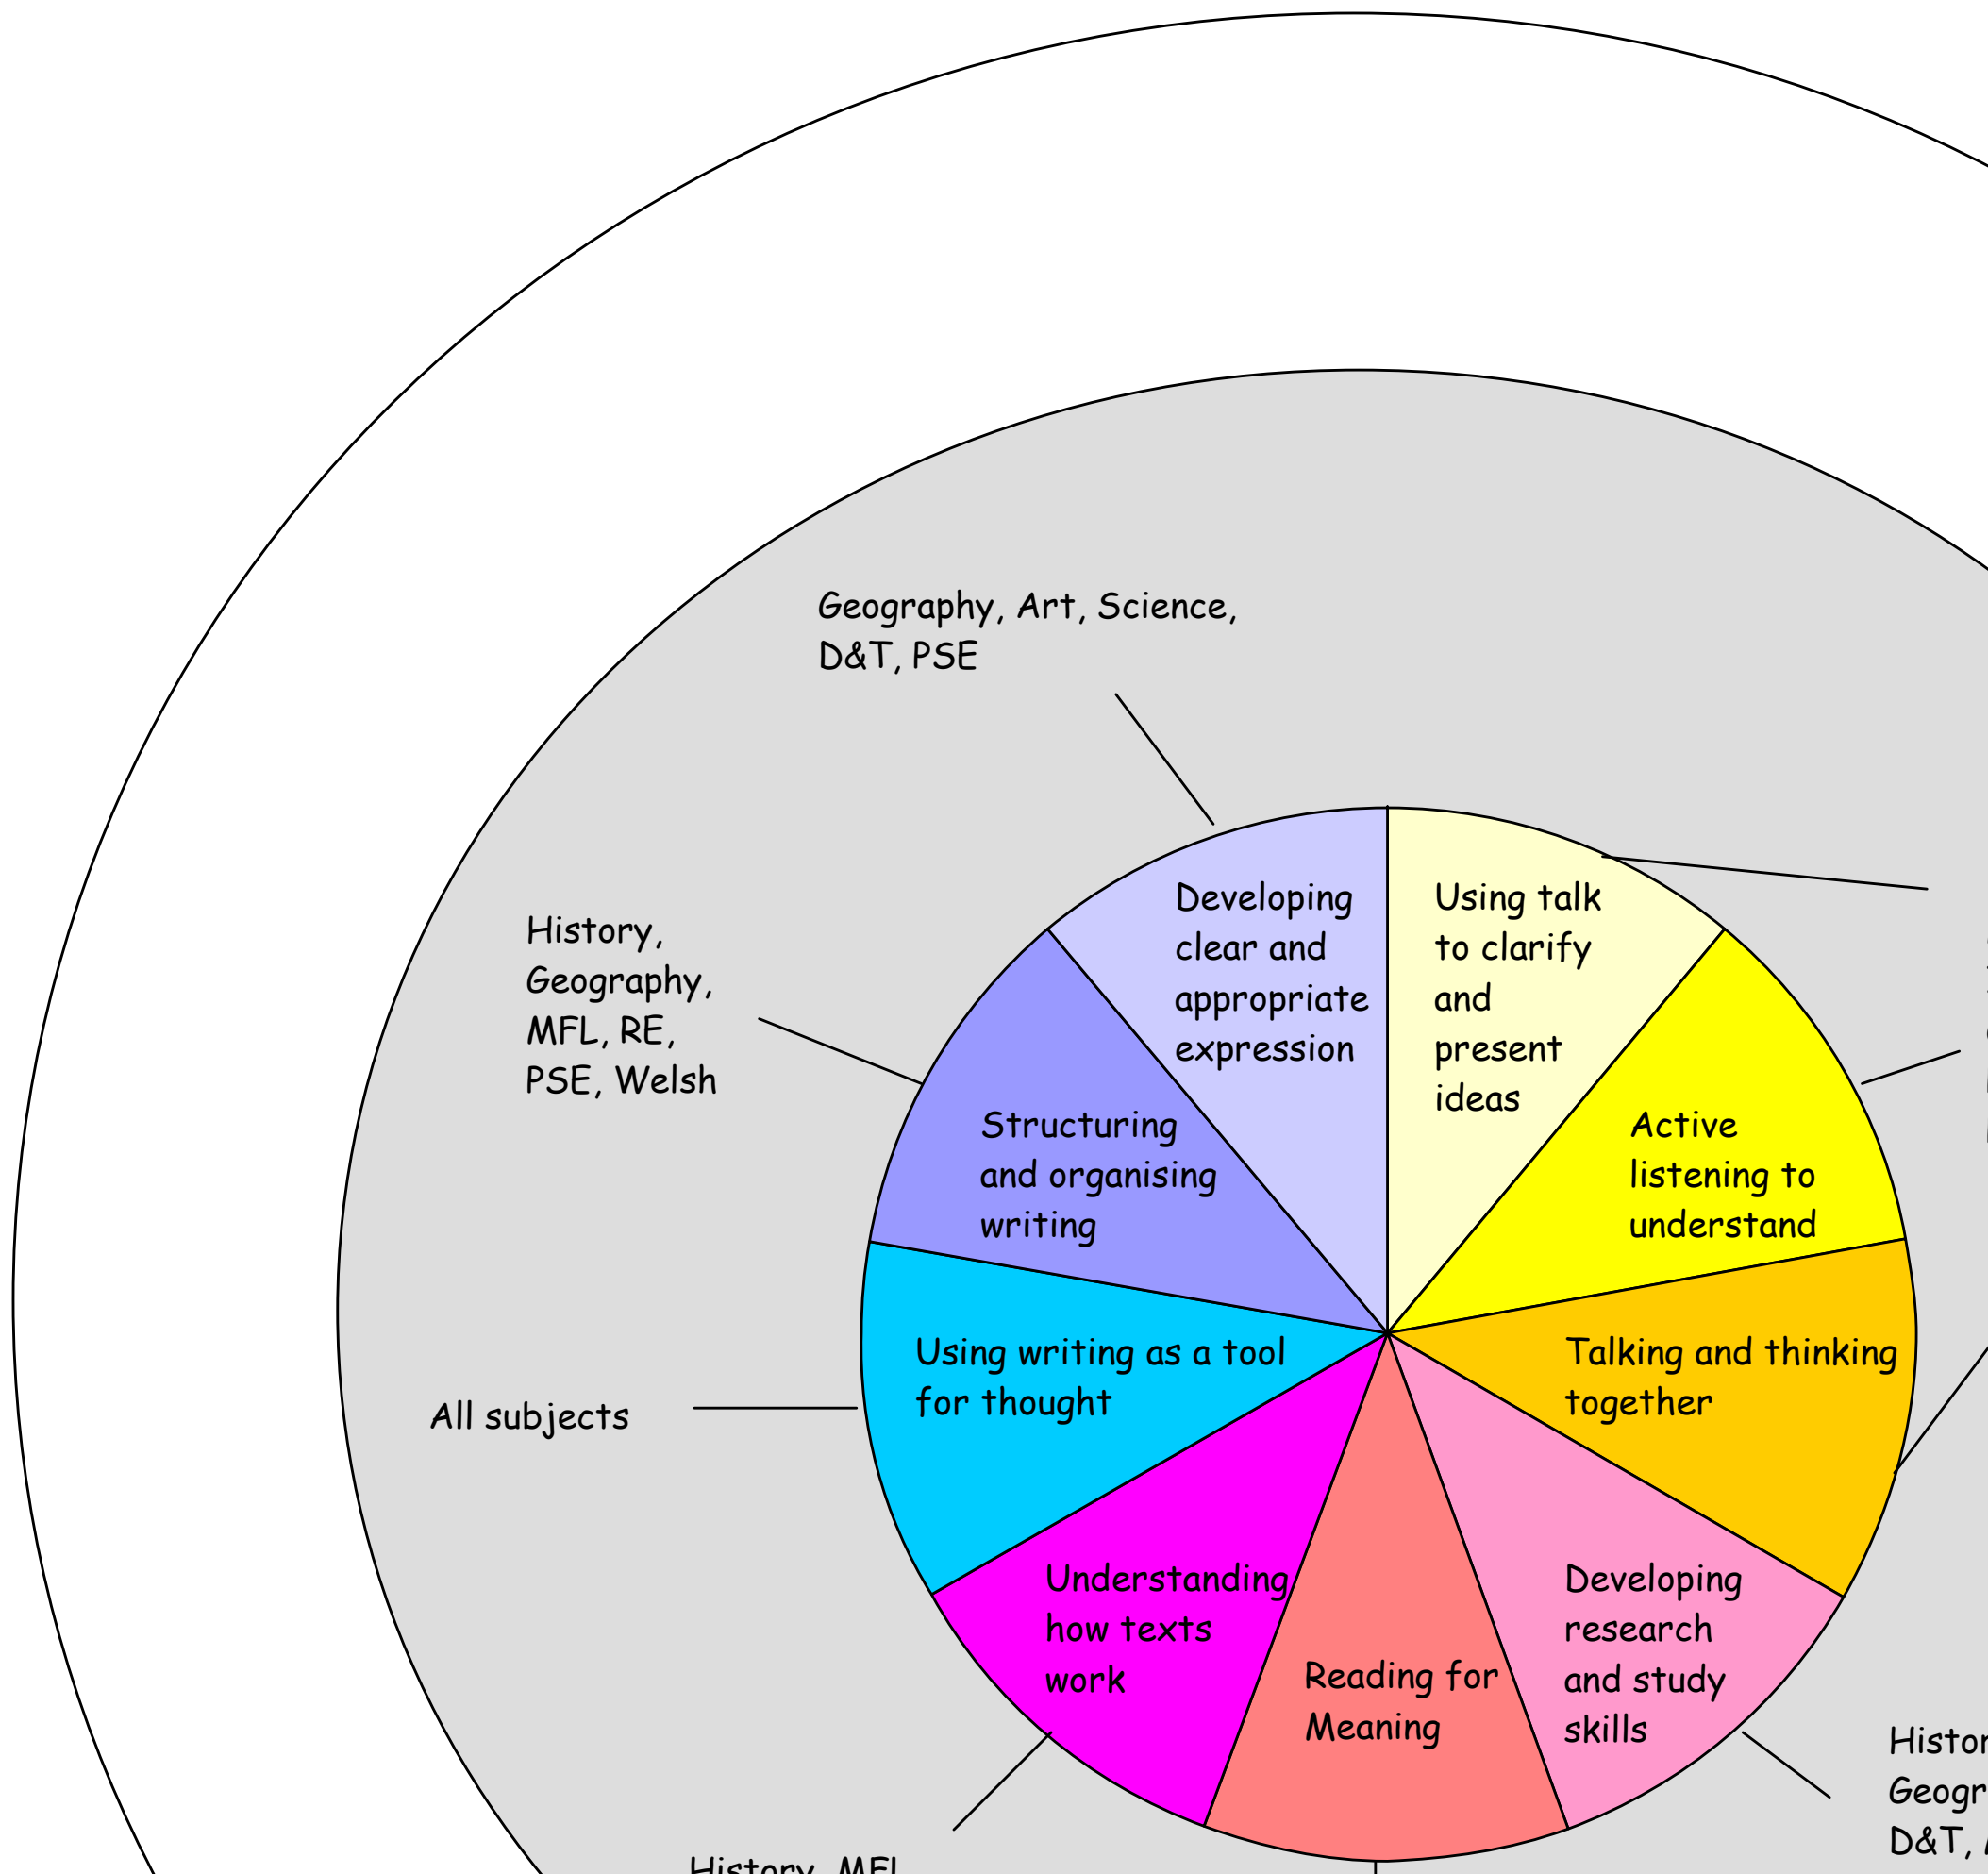 Geography, Art, Science,
D&T, PSE
History,
Geography,
MFL, RE,
PSE, Welsh
Developing
clear and
appropriate
expression
Using talk
to clarify
and
present
ideas
Structuring
and organising
writing
Active
listening to
understand
Using writing as a tool
for thought
Talking and thinking
together
All subjects
Understanding
how texts
work
Reading for
Meaning
Developing
research
and study
skills
D&T,
History, MFL